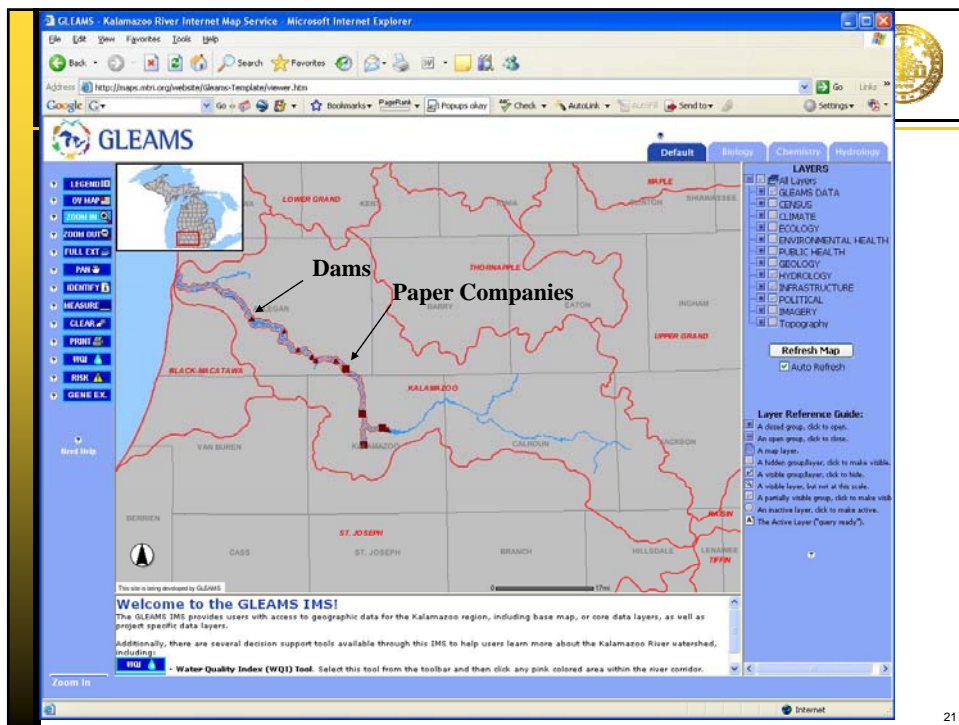 GLEAMS - Kalamazoo River Internet Map Service - Microsoft Internet Explorer
File Edit View Favorites Tools Help
Back Search Favorites
Address http://maps.mtri.org/website/Gleams-Template/viewer.htm Go Links
Google Go Bookmarks PageRank Popups okay Check AutoLink AutoFill Send to Settings
GLEAMS
Default Biology Chemistry Hydrology
LEGEND
OV MAP
ZOOM IN
ZOOM OUT
FULL EXT
PAN
IDENTIFY
MEASURE
CLEAR
PRINT
WQI
RISK
GENE EX.
Need Help
LOWER GRAND
KENT
IONIA
MAPLE
CLINTON
SHIAWASSEE
THORNAPPLE
Dams
Paper Companies
ALLEGAN
BARRY
EATON
INGHAM
UPPER GRAND
BLACK-MACATAWA
KALAMAZOO
VAN BUREN
KALAMAZOO
CALHOUN
JACKSON
BERRIEN
CASS
ST. JOSEPH
ST. JOSEPH
BRANCH
HILLSDALE
LENAWEE
RAISIN
TIFFIN
This site is being developed by GLEAMS
0 17mi
LAYERS
All Layers
GLEAMS DATA
CENSUS
CLIMATE
ECOLOGY
ENVIRONMENTAL HEALTH
PUBLIC HEALTH
GEOLOGY
HYDROLOGY
INFRASTRUCTURE
POLITICAL
IMAGERY
Topography
Refresh Map
Auto Refresh
Layer Reference Guide:
A closed group, click to open.
An open group, click to close.
A map layer.
A hidden group/layer, click to make visible.
A visible group/layer, click to hide.
A visible layer, but not at this scale.
A partially visible group, click to make visib
An inactive layer, click to make active.
The Active Layer ("query ready").
Welcome to the GLEAMS IMS!
The GLEAMS IMS provides users with access to geographic data for the Kalamazoo region, including base map, or core data layers, as well as
project specific data layers.
Additionally, there are several decision support tools available through this IMS to help users learn more about the Kalamazoo River watershed,
including:
WQI - Water Quality Index (WQI) Tool. Select this tool from the toolbar and then click any pink colored area within the river corridor.
Zoom In
Internet
21